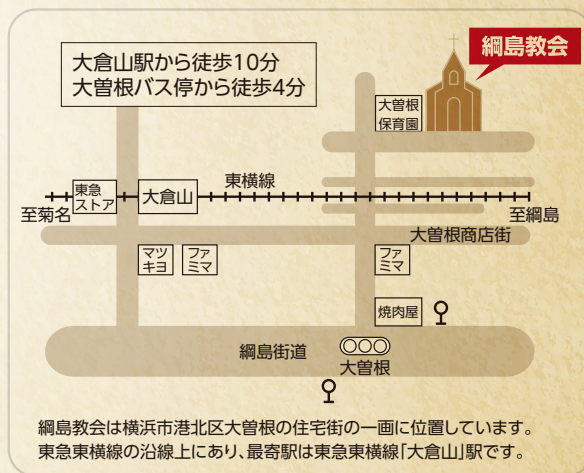 綱島教会
大倉山駅から徒歩10分
大曽根バス停から徒歩4分
大曽根
保育園
東横線
東急
ストア
大倉山
至菊名
至綱島
大曽根商店街
マツ
キヨ
ファ
ミマ
ファ
ミマ
焼肉屋
綱島街道
大曽根
綱島教会は横浜市港北区大曽根の住宅街の一画に位置しています。
東急東横線の沿線上にあり、最寄駅は東急東横線「大倉山」駅です。